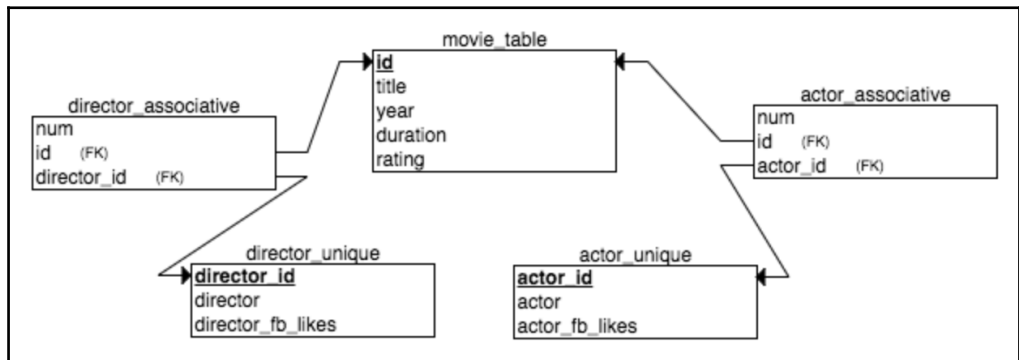 movie_table
id
title
year
duration
rating
director_associative
num
id (FK)
director_id (FK)
actor_associative
num
id (FK)
actor_id (FK)
director_unique
director_id
director
director_fb_likes
actor_unique
actor_id
actor
actor_fb_likes